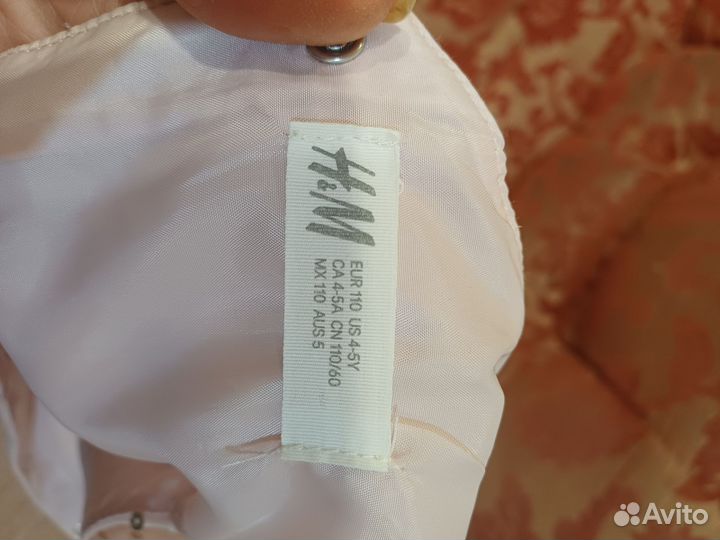 H&M
EUR 110 US 4-5Y
CA 4-5A CN 110/60
MX 110 AUS 5
Avito